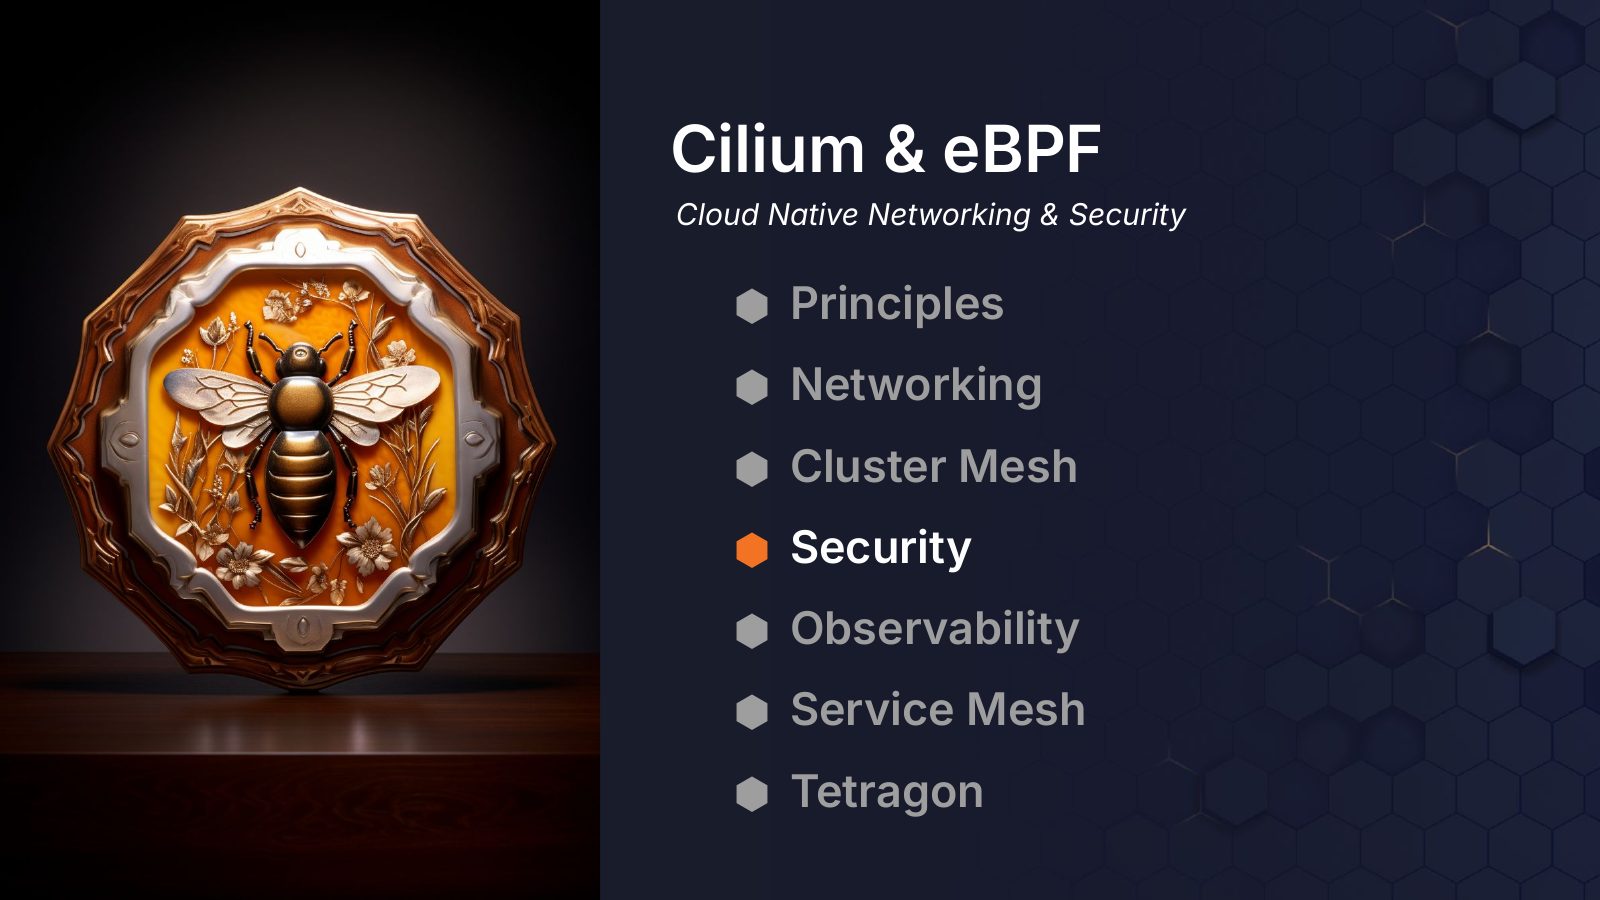 Cilium & eBPF
Cloud Native Networking & Security
Principles
Networking
Cluster Mesh
Security
Observability
Service Mesh
Tetragon